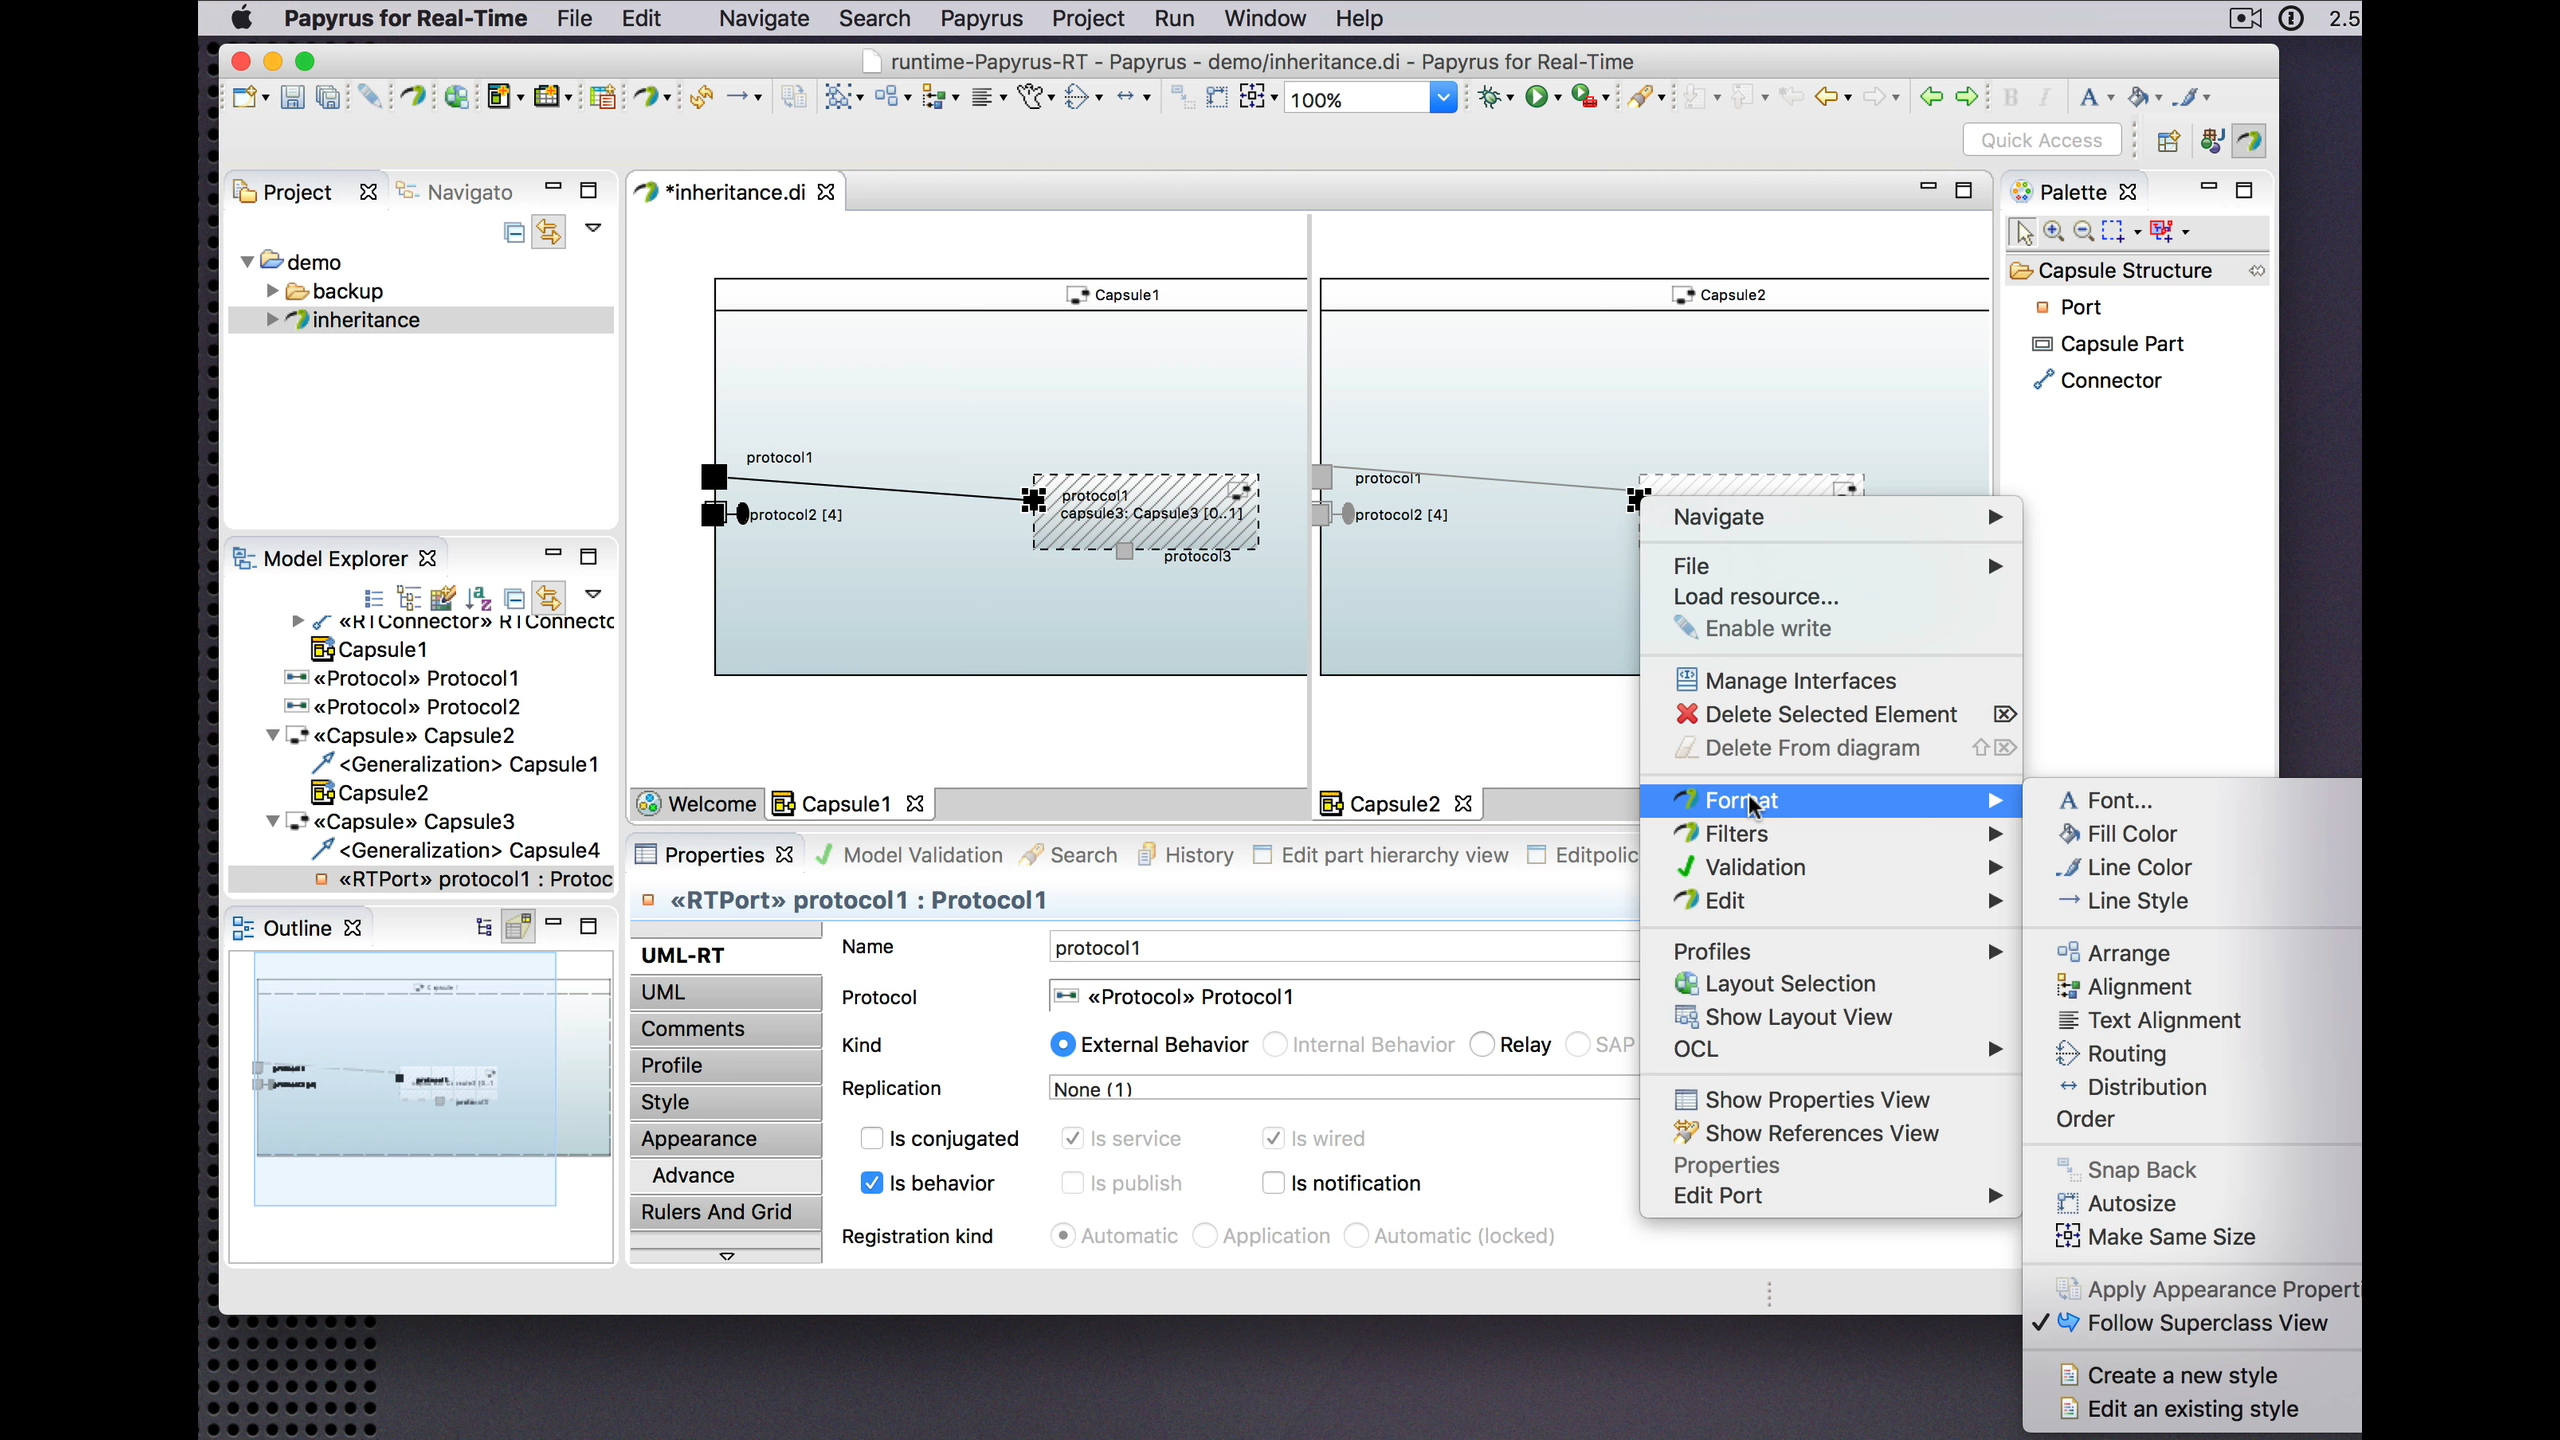 Papyrus for Real-Time File Edit Navigate Search Papyrus Project Run Window Help 2.5
runtime-Papyrus-RT - Papyrus - demo/inheritance.di - Papyrus for Real-Time
100%
Quick Access
Project
Navigato
demo
backup
inheritance
Model Explorer
«RTConnector» RTConnecto
Capsule1
«Protocol» Protocol1
«Protocol» Protocol2
«Capsule» Capsule2
<Generalization> Capsule1
Capsule2
«Capsule» Capsule3
<Generalization> Capsule4
«RTPort» protocol1 : Protoc
Outline
*inheritance.di
Capsule1
protocol1
protocol2 [4]
protocol1
capsule3: Capsule3 [0..1]
protocol3
Capsule2
protocol1
protocol2 [4]
Welcome
Capsule1
Capsule2
Palette
Capsule Structure
Port
Capsule Part
Connector
Properties
Model Validation
Search
History
Edit part hierarchy view
Editpolic
«RTPort» protocol1 : Protocol1
UML-RT
UML
Comments
Profile
Style
Appearance
Advance
Rulers And Grid
Name protocol1
Protocol «Protocol» Protocol1
Kind External Behavior Internal Behavior Relay SAP
Replication None (1)
Is conjugated Is service Is wired
Is behavior Is publish Is notification
Registration kind Automatic Application Automatic (locked)
Navigate
File
Load resource...
Enable write
Manage Interfaces
Delete Selected Element
Delete From diagram
Format
Filters
Validation
Edit
Profiles
Layout Selection
Show Layout View
OCL
Show Properties View
Show References View
Properties
Edit Port
Font...
Fill Color
Line Color
Line Style
Arrange
Alignment
Text Alignment
Routing
Distribution
Order
Snap Back
Autosize
Make Same Size
Apply Appearance Properti
Follow Superclass View
Create a new style
Edit an existing style